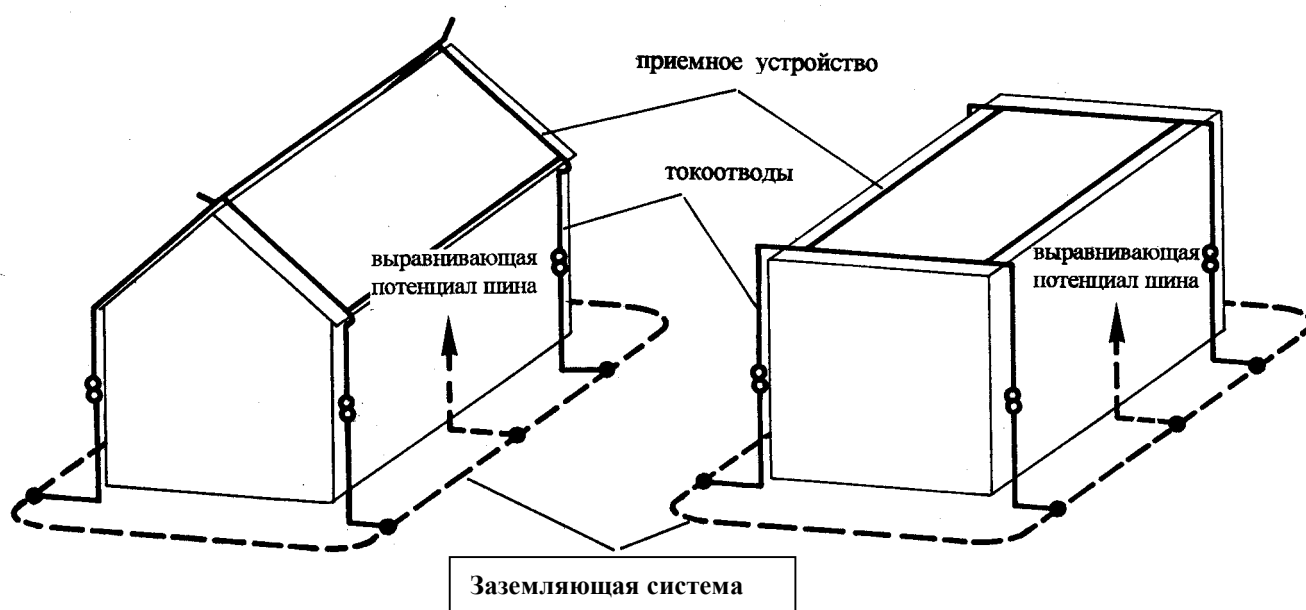 приемное устройство
токоотводы
выравнивающая
потенциал шина
выравнивающая
потенциал шина
Заземляющая система